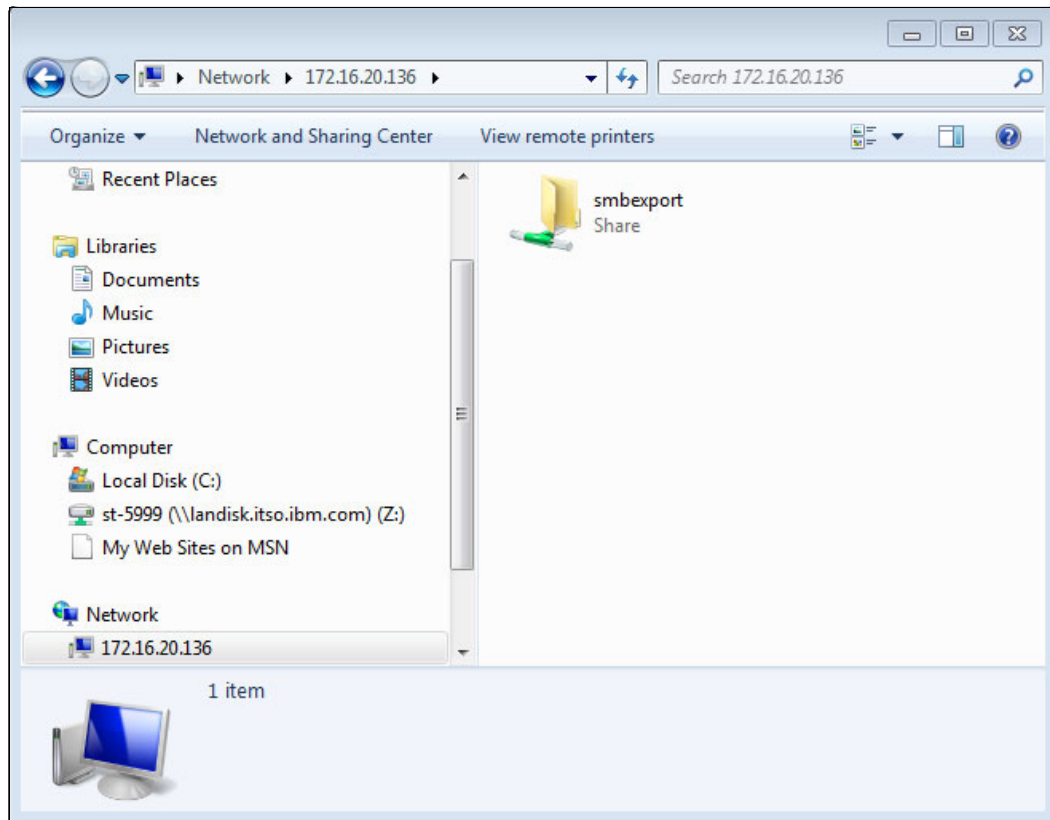 Network 172.16.20.136
Search 172.16.20.136
Organize Network and Sharing Center View remote printers
Recent Places
Libraries
Documents
Music
Pictures
Videos
Computer
Local Disk (C:)
st-5999 (\\landisk.itso.ibm.com) (Z:)
My Web Sites on MSN
Network
172.16.20.136
smbexport
Share
1 item